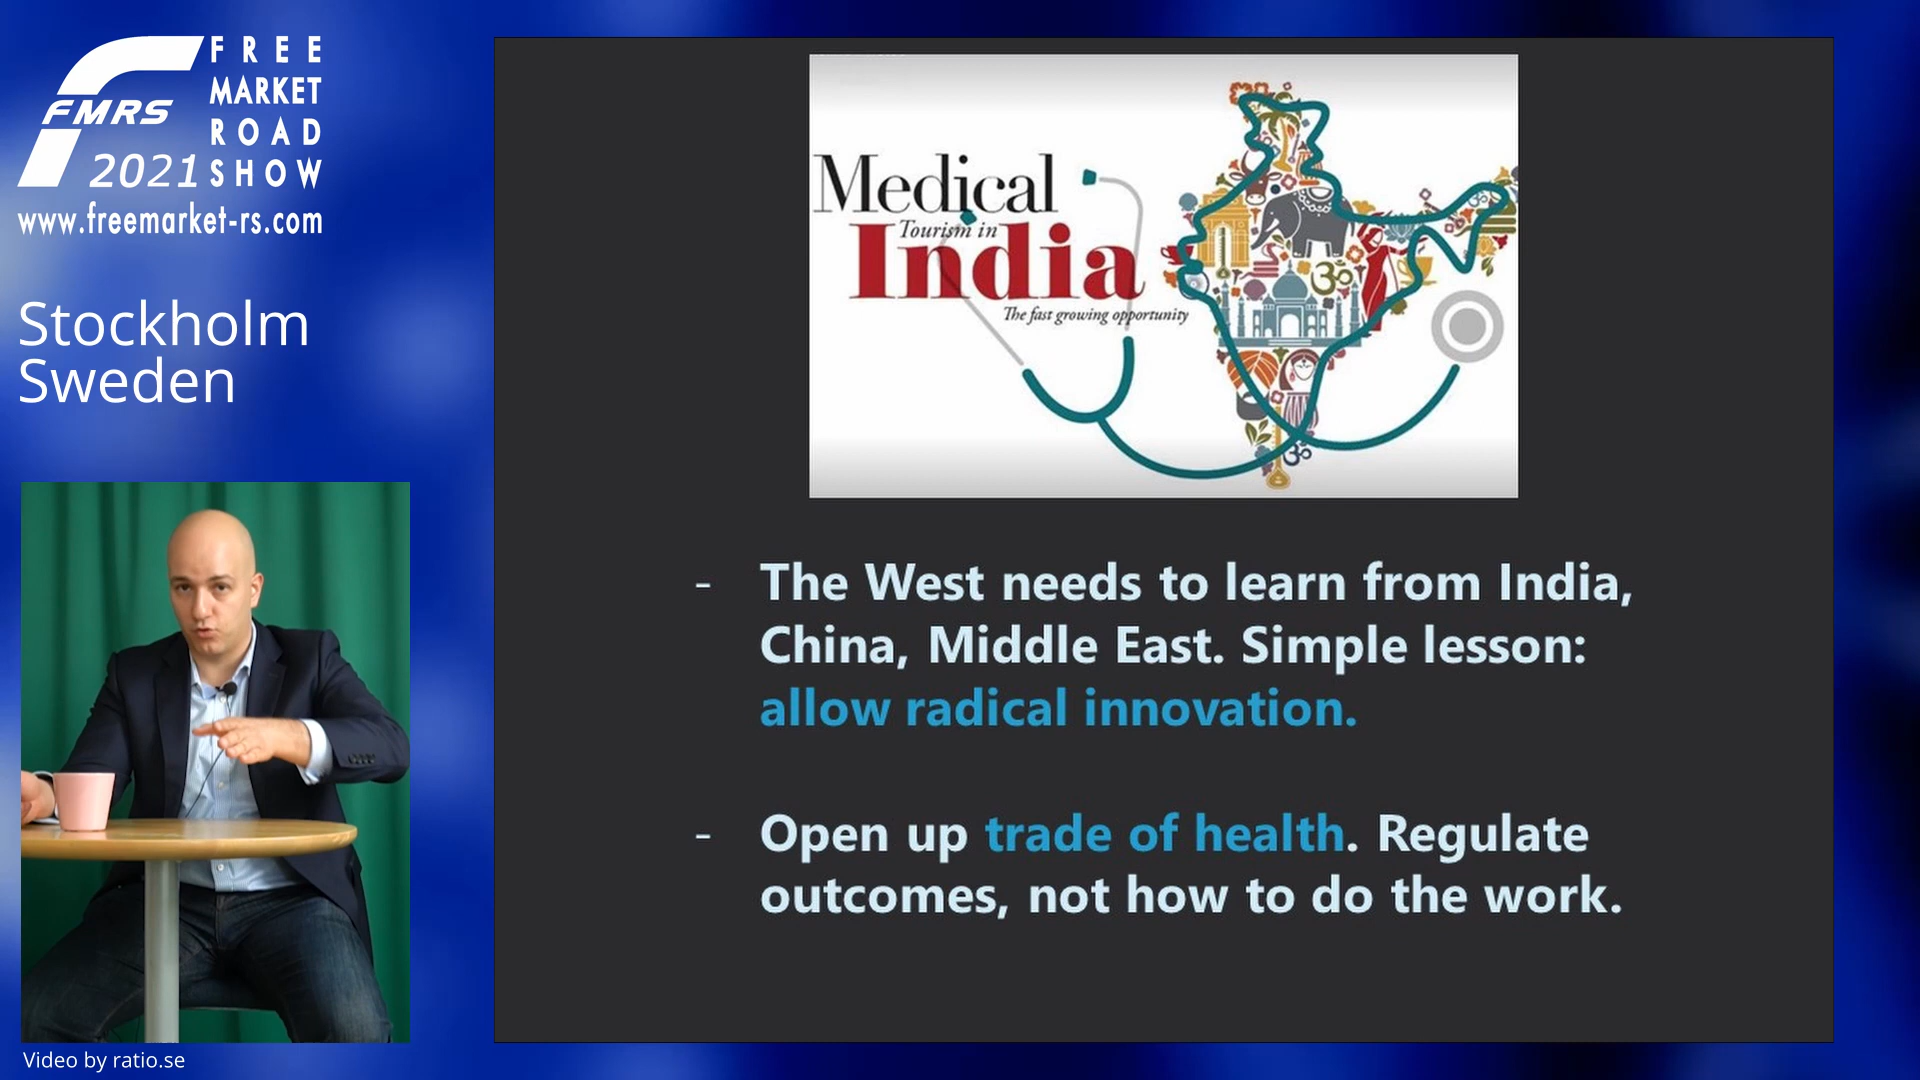 FREE
MARKET
ROAD
SHOW
FMRS
2021
www.freemarket-rs.com
Stockholm
Sweden
Video by ratio.se
Medical
Tourism in
India
The fast growing opportunity
ॐ
ॐ
- The West needs to learn from India,
China, Middle East. Simple lesson:
allow radical innovation.
- Open up trade of health. Regulate
outcomes, not how to do the work.